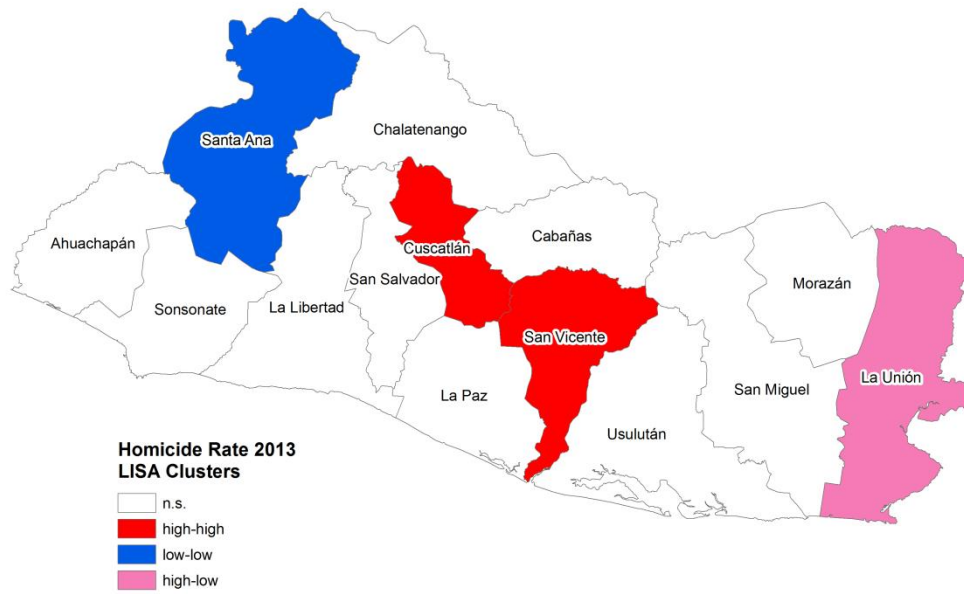 Santa Ana
Chalatenango
Ahuachapán
Cuscatlán
Cabañas
San Salvador
La Libertad
Sonsonate
Morazán
San Vicente
La Unión
La Paz
San Miguel
Usulután
Homicide Rate 2013
LISA Clusters
n.s.
high-high
low-low
high-low